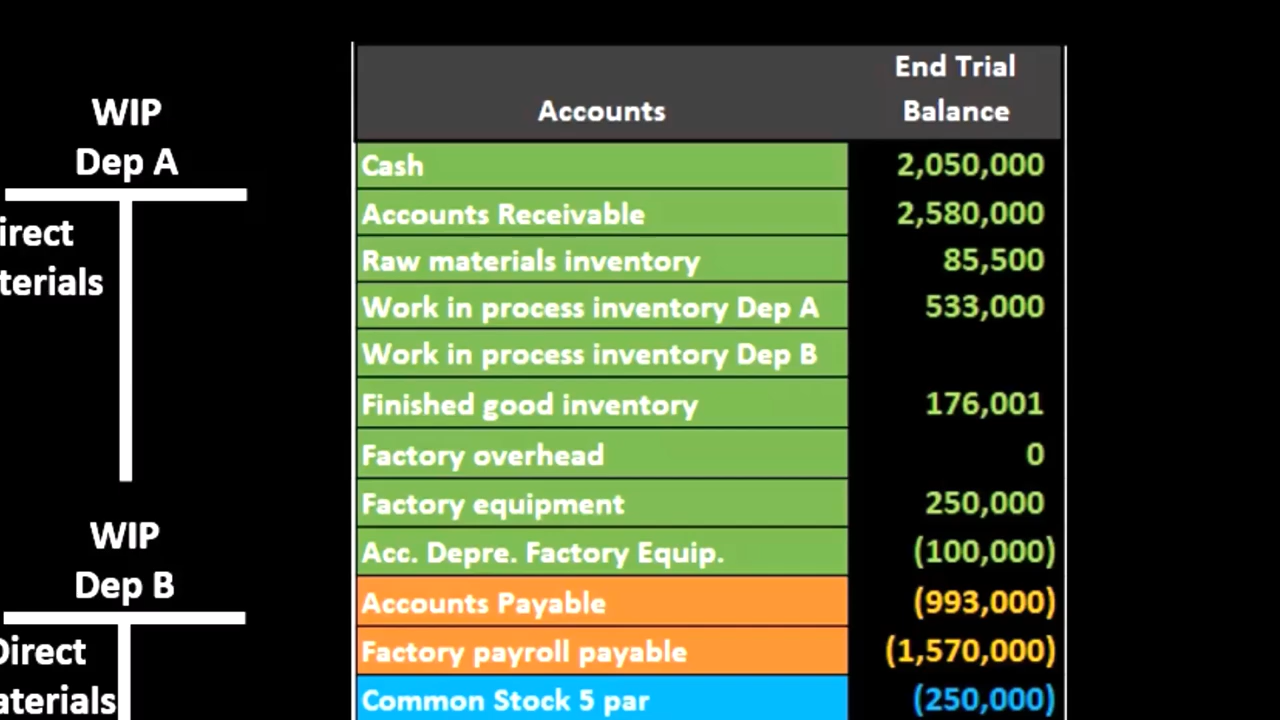 WIP
Dep A
irect
terials
WIP
Dep B
Direct
aterials
Accounts End Trial Balance
Cash 2,050,000
Accounts Receivable 2,580,000
Raw materials inventory 85,500
Work in process inventory Dep A 533,000
Work in process inventory Dep B
Finished good inventory 176,001
Factory overhead 0
Factory equipment 250,000
Acc. Depre. Factory Equip. (100,000)
Accounts Payable (993,000)
Factory payroll payable (1,570,000)
Common Stock 5 par (250,000)